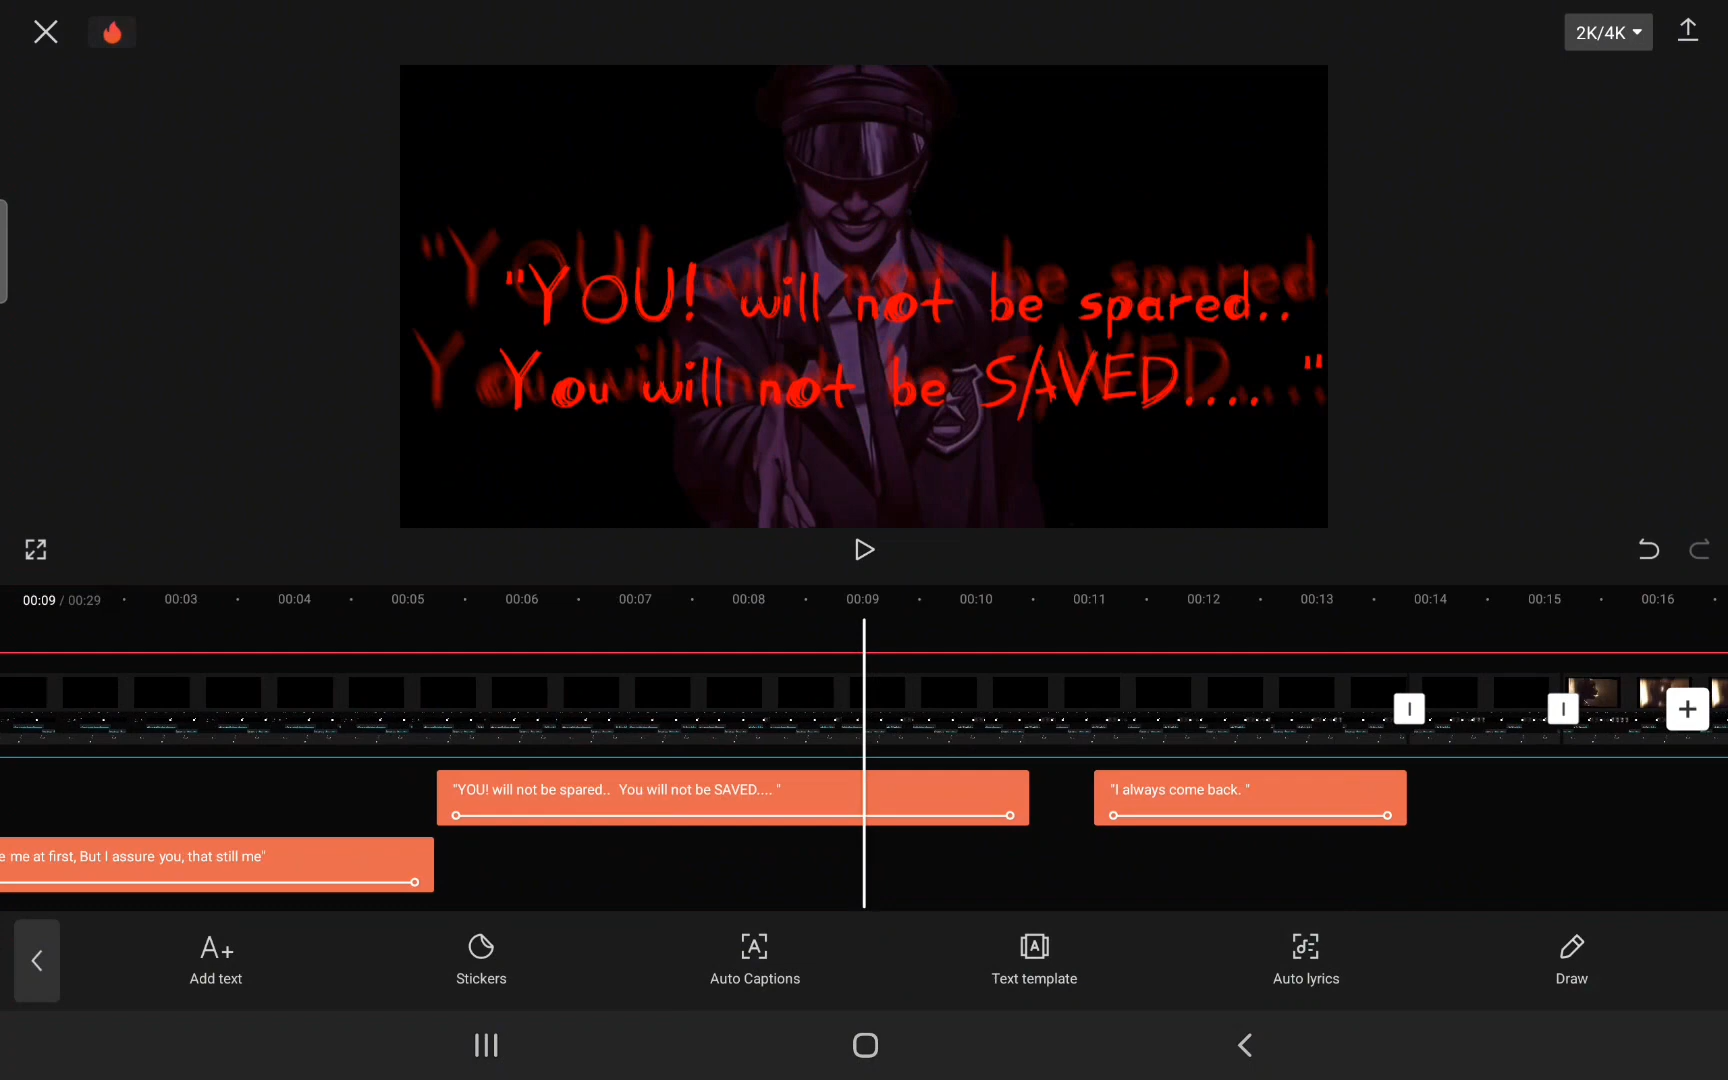 2K/4K
"YOU! will not be spared..
You will not be SAVED.... "
00:09 / 00:29
00:03
00:04
00:05
00:06
00:07
00:08
00:09
00:10
00:11
00:12
00:13
00:14
00:15
00:16
"YOU! will not be spared.. You will not be SAVED.... "
"I always come back. "
e me at first, But I assure you, that still me"
A+
Add text
Stickers
Auto Captions
Text template
Auto lyrics
Draw